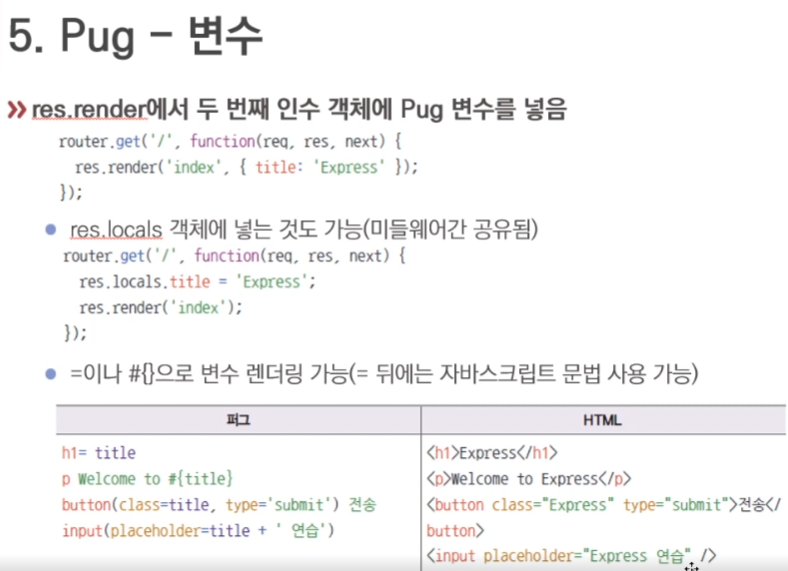 5. Pug - 변수
» res.render에서 두 번째 인수 객체에 Pug 변수를 넣음
router.get('/', function(req, res, next) {
res.render('index', { title: 'Express' });
});
● res.locals 객체에 넣는 것도 가능(미들웨어간 공유됨)
router.get('/', function(req, res, next) {
res.locals.title = 'Express';
res.render('index');
});
● =이나 #{}으로 변수 렌더링 가능(= 뒤에는 자바스크립트 문법 사용 가능)
퍼그
h1= title
p Welcome to #{title}
button(class=title, type='submit') 전송
input(placeholder=title + ' 연습')
HTML
<h1>Express</h1>
<p>Welcome to Express</p>
<button class="Express" type="submit">전송</
button>
<input placeholder="Express 연습" />